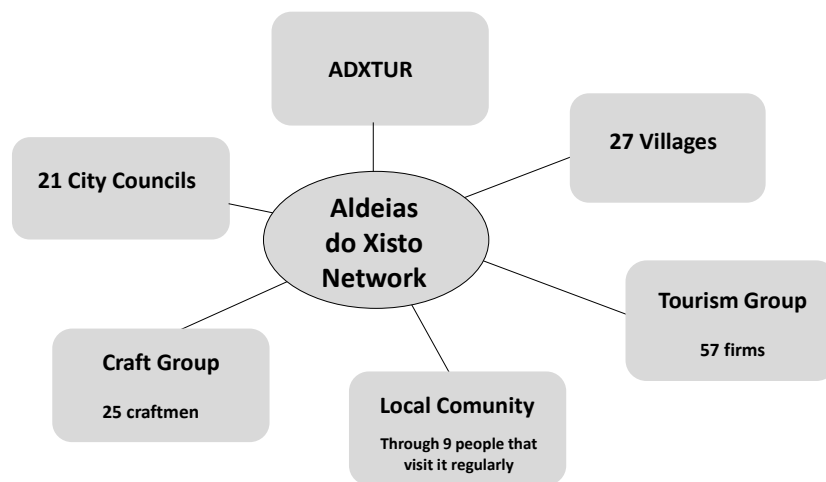 ADXTUR
27 Villages
21 City Councils
Aldeias
do Xisto
Network
Tourism Group
57 firms
Craft Group
25 craftmen
Local Comunity
Through 9 people that
visit it regularly